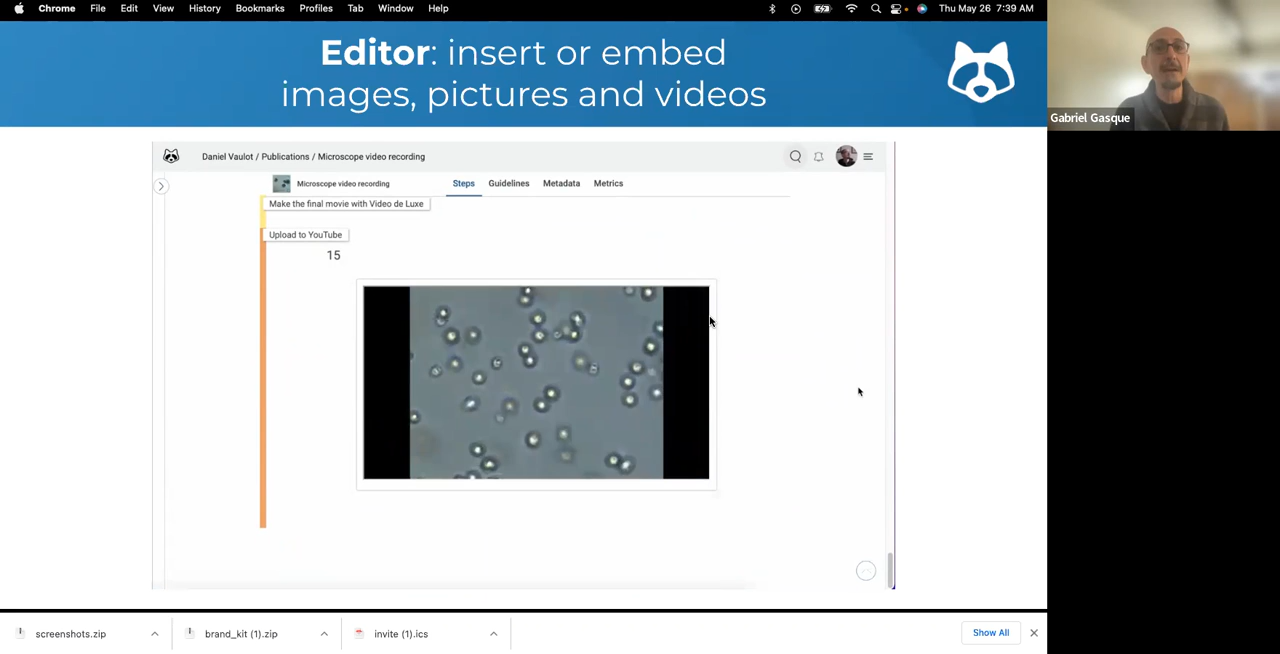 Chrome File Edit View History Bookmarks Profiles Tab Window Help Thu May 26 7:39 AM
Editor: insert or embed
images, pictures and videos
Gabriel Gasque
Daniel Vaulot / Publications / Microscope video recording
Microscope video recording Steps Guidelines Metadata Metrics
Make the final movie with Video de Luxe
Upload to YouTube
15
screenshots.zip brand_kit (1).zip invite (1).ics Show All